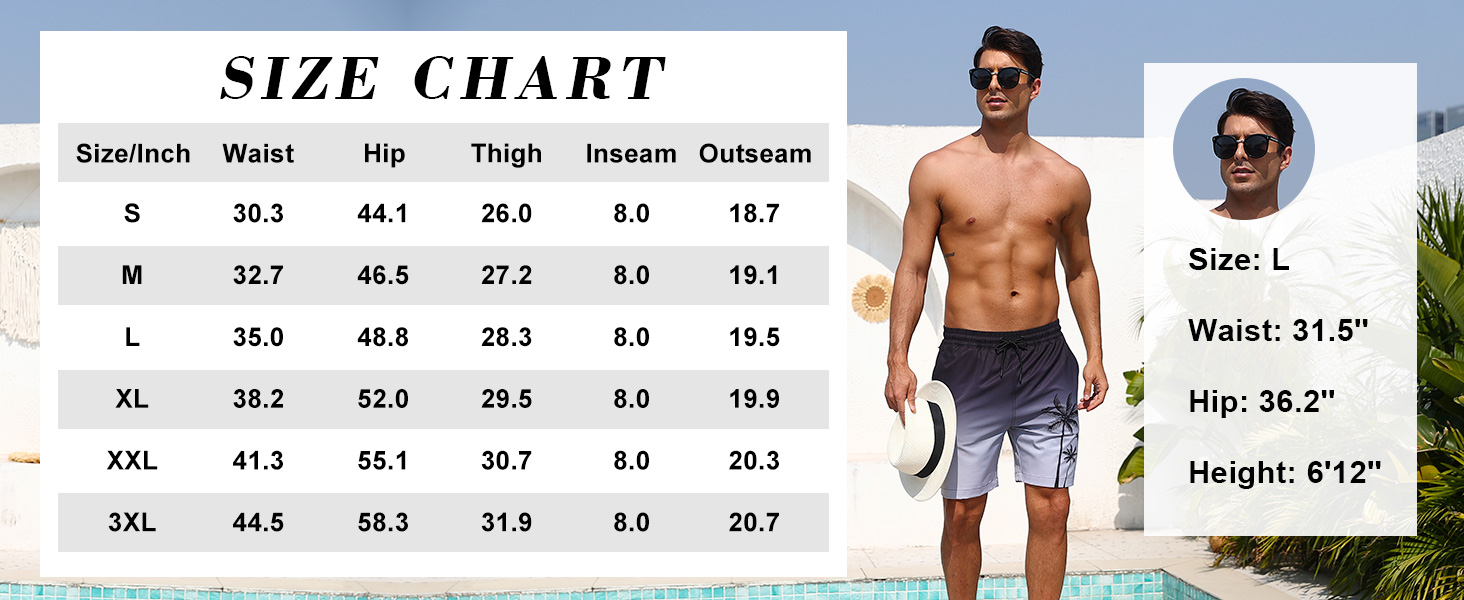 SIZE CHART
Size/Inch Waist Hip Thigh Inseam Outseam
S 30.3 44.1 26.0 8.0 18.7
M 32.7 46.5 27.2 8.0 19.1
L 35.0 48.8 28.3 8.0 19.5
XL 38.2 52.0 29.5 8.0 19.9
XXL 41.3 55.1 30.7 8.0 20.3
3XL 44.5 58.3 31.9 8.0 20.7
Size: L
Waist: 31.5"
Hip: 36.2"
Height: 6'12"